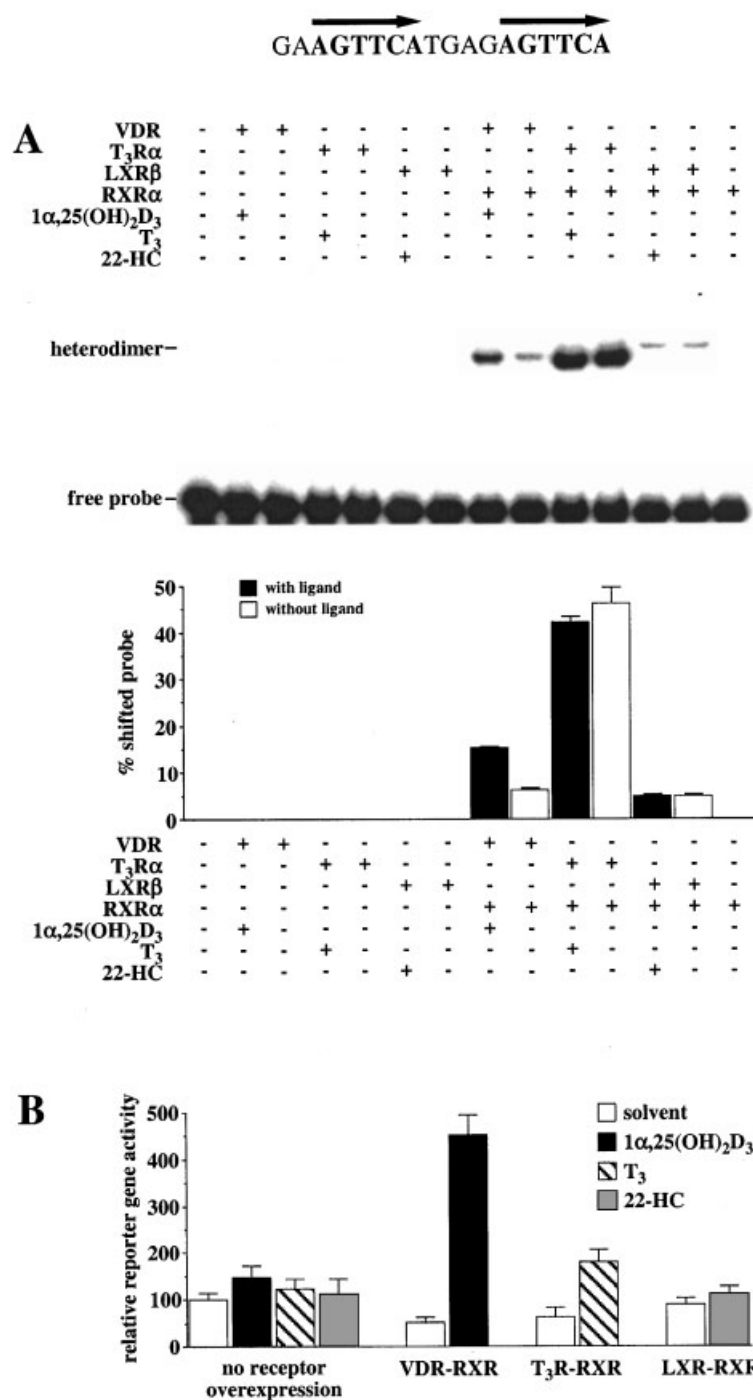 GAAGTTCATGAGAGTTCA
A
VDR - + + - - - - + + - - - - -
T₃Rα - - - + + - - - - + + - - -
LXRβ - - - - - + + - - - - + + -
RXRα - - - - - - - + + + + + + +
1α,25(OH)₂D₃ - + - - - - - + - - - - - -
T₃ - - - + - - - - - + - - - -
22-HC - - - - - + - - - - - + - -
heterodimer
free probe
with ligand
without ligand
% shifted probe
50
40
30
20
10
0
VDR - + + - - - - + + - - - - -
T₃Rα - - - + + - - - - + + - - -
LXRβ - - - - - + + - - - - + + -
RXRα - - - - - - - + + + + + + +
1α,25(OH)₂D₃ - + - - - - - + - - - - - -
T₃ - - - + - - - - - + - - - -
22-HC - - - - - + - - - - - + - -
B
relative reporter gene activity
500
400
300
200
100
0
solvent
1α,25(OH)₂D₃
T₃
22-HC
no receptor
overexpression
VDR-RXR
T₃R-RXR
LXR-RXR